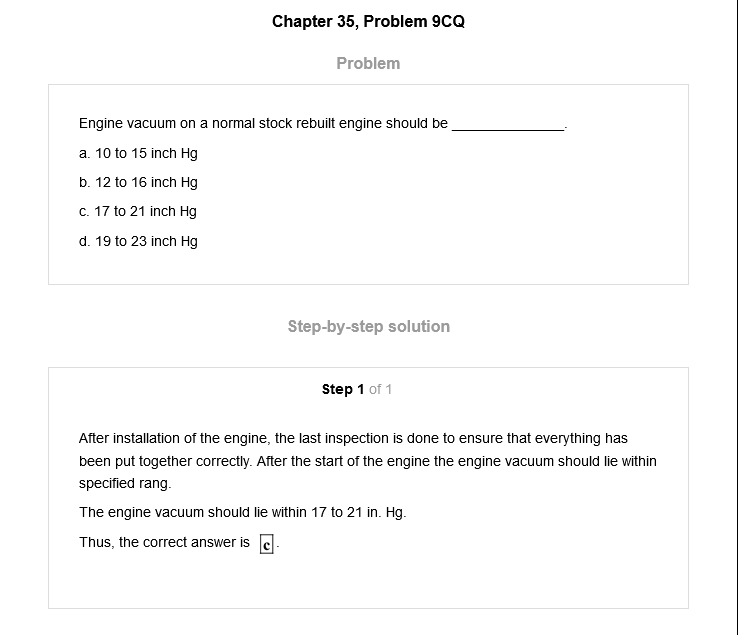 Chapter 35, Problem 9CQ
Problem
Engine vacuum on a normal stock rebuilt engine should be ______________.
a. 10 to 15 inch Hg
b. 12 to 16 inch Hg
c. 17 to 21 inch Hg
d. 19 to 23 inch Hg
Step-by-step solution
Step 1 of 1
After installation of the engine, the last inspection is done to ensure that everything has
been put together correctly. After the start of the engine the engine vacuum should lie within
specified rang.
The engine vacuum should lie within 17 to 21 in. Hg.
Thus, the correct answer is c.